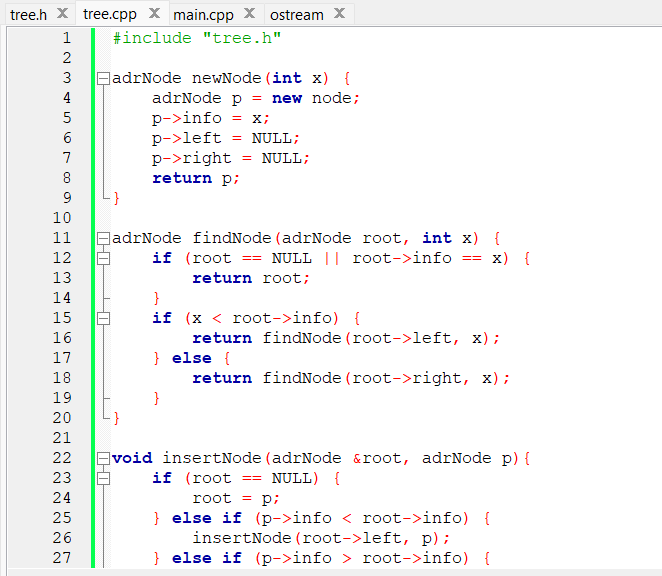 tree.h X tree.cpp X main.cpp X ostream X
1 #include "tree.h"
2
3 adrNode newNode(int x) {
4     adrNode p = new node;
5     p->info = x;
6     p->left = NULL;
7     p->right = NULL;
8     return p;
9 }
10
11 adrNode findNode(adrNode root, int x) {
12     if (root == NULL || root->info == x) {
13         return root;
14     }
15     if (x < root->info) {
16         return findNode(root->left, x);
17     } else {
18         return findNode(root->right, x);
19     }
20 }
21
22 void insertNode(adrNode &root, adrNode p){
23     if (root == NULL) {
24         root = p;
25     } else if (p->info < root->info) {
26         insertNode(root->left, p);
27     } else if (p->info > root->info) {